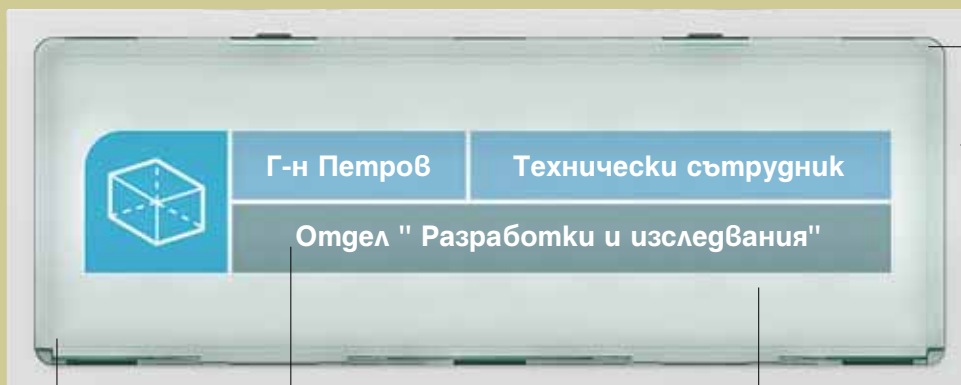 Г-н Петров Технически сътрудник
Отдел " Разработки и изследвания"